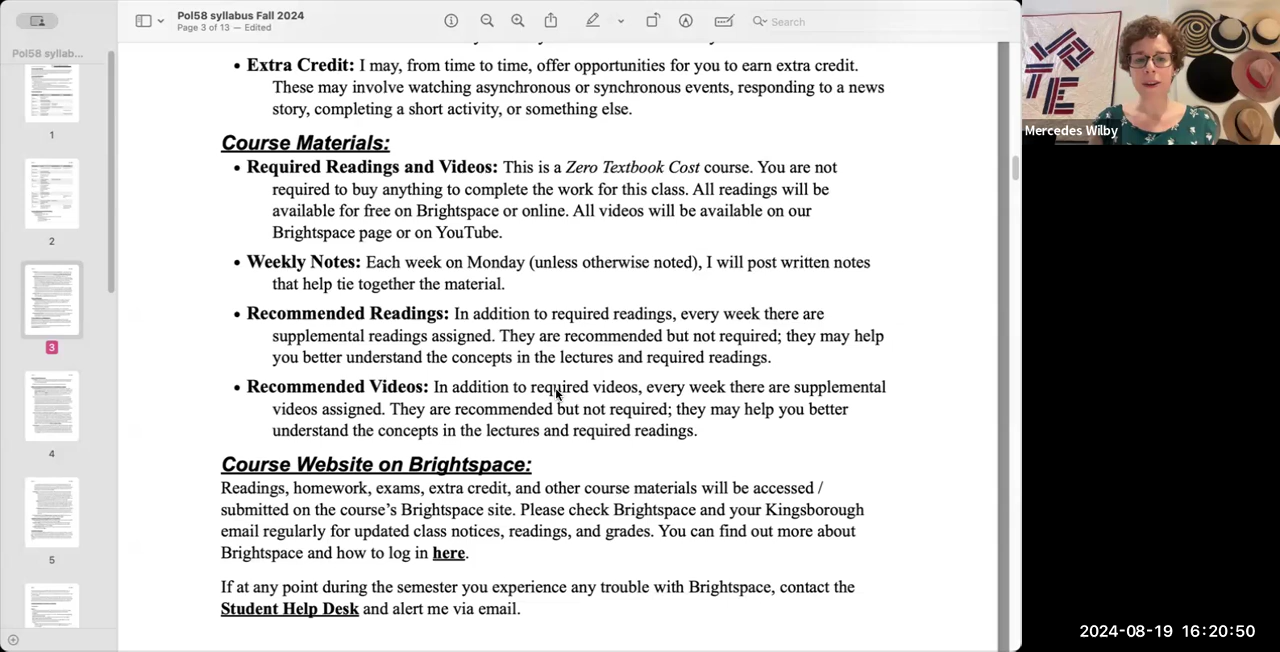 Pol58 syllabus Fall 2024
Page 3 of 13 — Edited
Search
Pol58 syllab...
1
2
3
4
5
• Extra Credit: I may, from time to time, offer opportunities for you to earn extra credit.
These may involve watching asynchronous or synchronous events, responding to a news
story, completing a short activity, or something else.
Course Materials:
• Required Readings and Videos: This is a Zero Textbook Cost course. You are not
required to buy anything to complete the work for this class. All readings will be
available for free on Brightspace or online. All videos will be available on our
Brightspace page or on YouTube.
• Weekly Notes: Each week on Monday (unless otherwise noted), I will post written notes
that help tie together the material.
• Recommended Readings: In addition to required readings, every week there are
supplemental readings assigned. They are recommended but not required; they may help
you better understand the concepts in the lectures and required readings.
• Recommended Videos: In addition to required videos, every week there are supplemental
videos assigned. They are recommended but not required; they may help you better
understand the concepts in the lectures and required readings.
Course Website on Brightspace:
Readings, homework, exams, extra credit, and other course materials will be accessed /
submitted on the course's Brightspace site. Please check Brightspace and your Kingsborough
email regularly for updated class notices, readings, and grades. You can find out more about
Brightspace and how to log in here.
If at any point during the semester you experience any trouble with Brightspace, contact the
Student Help Desk and alert me via email.
Mercedes Wilby
2024-08-19 16:20:50